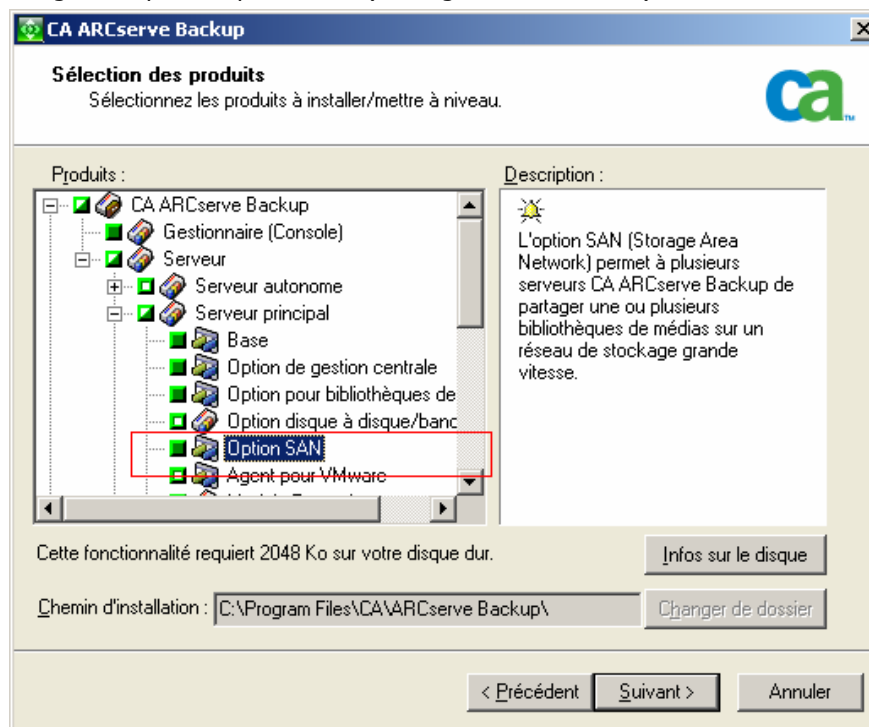 CA ARCserve Backup
Sélection des produits
Sélectionnez les produits à installer/mettre à niveau.
ca
Produits :
CA ARCserve Backup
Gestionnaire (Console)
Serveur
Serveur autonome
Serveur principal
Base
Option de gestion centrale
Option pour bibliothèques de
Option disque à disque/banc
Option SAN
Agent pour VMware
Description :
L'option SAN (Storage Area
Network) permet à plusieurs
serveurs CA ARCserve Backup de
partager une ou plusieurs
bibliothèques de médias sur un
réseau de stockage grande
vitesse.
Cette fonctionnalité requiert 2048 Ko sur votre disque dur.
Infos sur le disque
Chemin d'installation : C:\Program Files\CA\ARCserve Backup\
Changer de dossier
< Précédent
Suivant >
Annuler